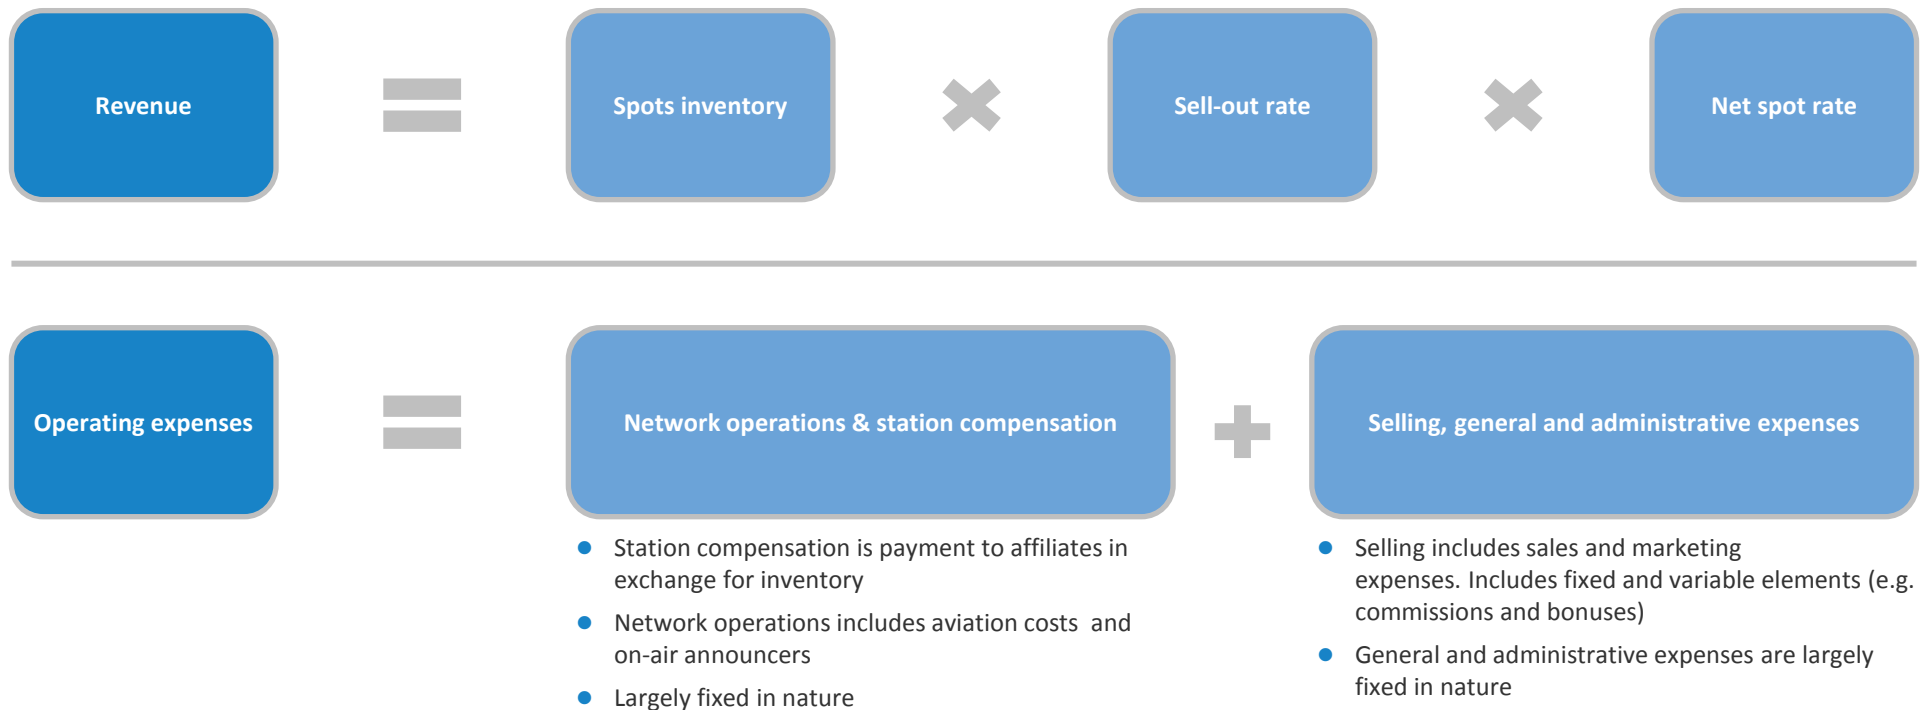 Revenue
Spots inventory
Sell-out rate
Net spot rate
Operating expenses
Network operations & station compensation
Selling, general and administrative expenses
• Station compensation is payment to affiliates in
exchange for inventory
• Network operations includes aviation costs  and
on-air announcers
• Largely fixed in nature
• Selling includes sales and marketing
expenses. Includes fixed and variable elements (e.g.
commissions and bonuses)
• General and administrative expenses are largely
fixed in nature